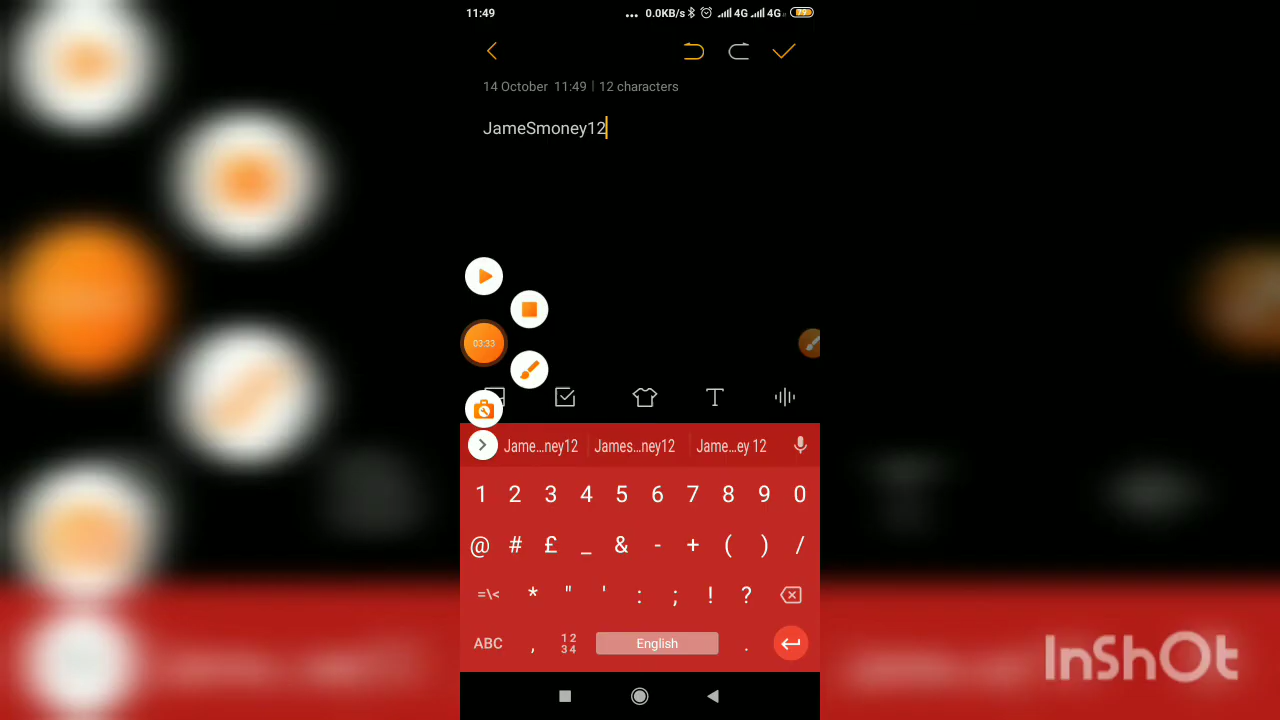 11:49
... 0.0KB/s 4G 4G 79
14 October 11:49 | 12 characters
JameSmoney12
03:33
T
Jame...ney12 James...ney12 Jame...ey 12
1 2 3 4 5 6 7 8 9 0
@ # £ _ & - + ( ) /
=\< * " ' : ; ! ?
ABC , 12 34 English .
InShOt